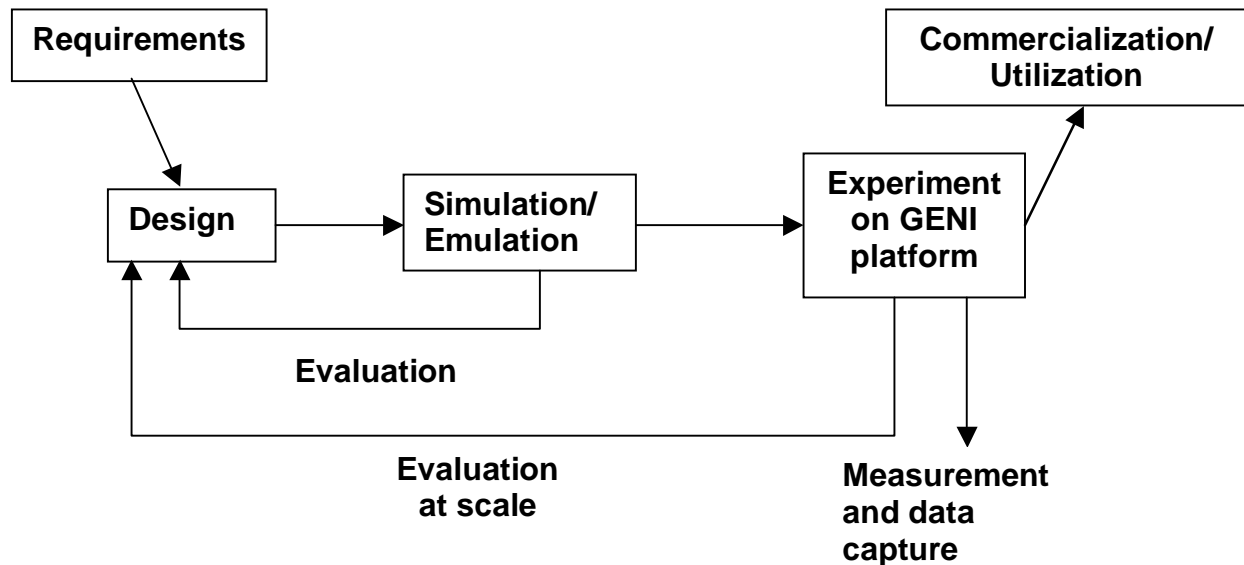 Requirements
Commercialization/
Utilization
Design
Simulation/
Emulation
Experiment
on GENI
platform
Evaluation
Evaluation
at scale
Measurement
and data
capture